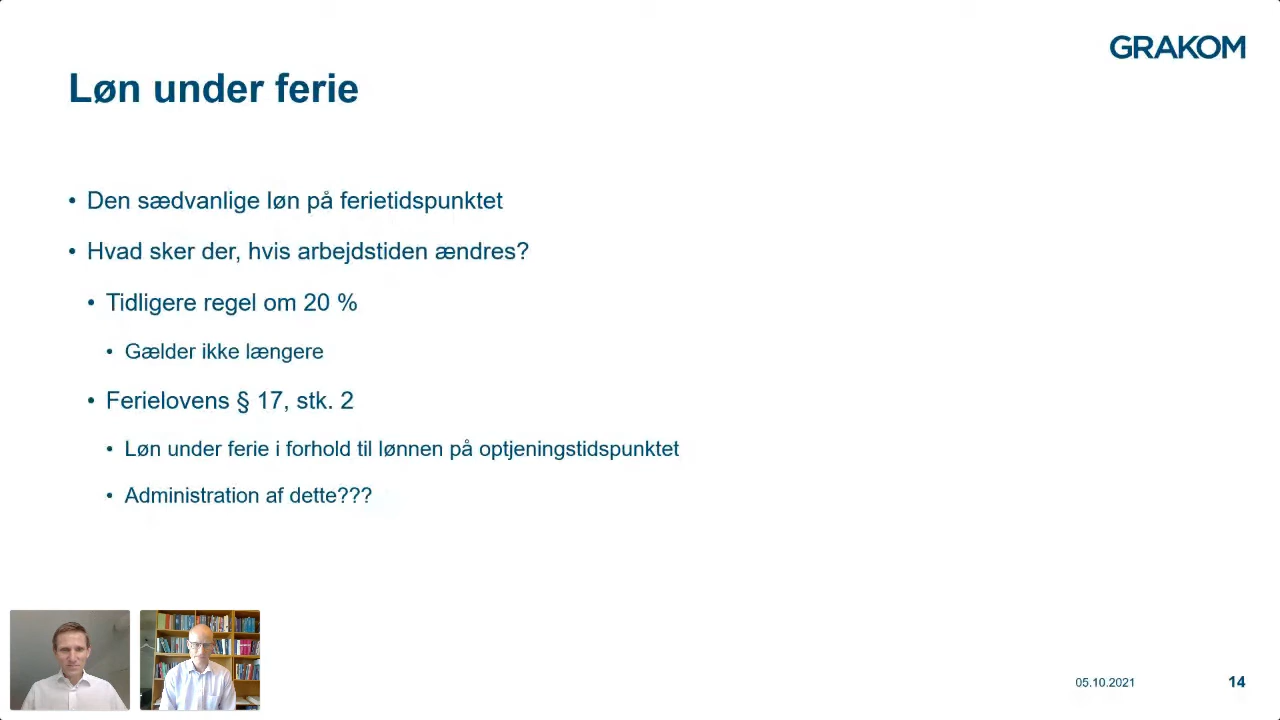 GRAKOM
Løn under ferie
• Den sædvanlige løn på ferietidspunktet
• Hvad sker der, hvis arbejdstiden ændres?
• Tidligere regel om 20 %
• Gælder ikke længere
• Ferielovens § 17, stk. 2
• Løn under ferie i forhold til lønnen på optjeningstidspunktet
• Administration af dette???
05.10.2021
14